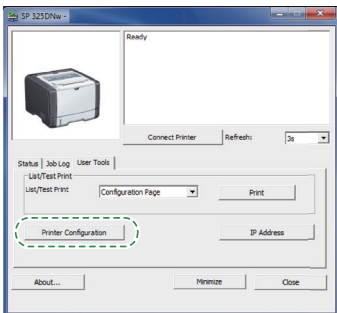 SP 325DNw -
Ready
Connect Printer
Refresh:
3s
Status
Job Log
User Tools
List/Test Print
List/Test Print
Configuration Page
Print
Printer Configuration
IP Address
About...
Minimize
Close